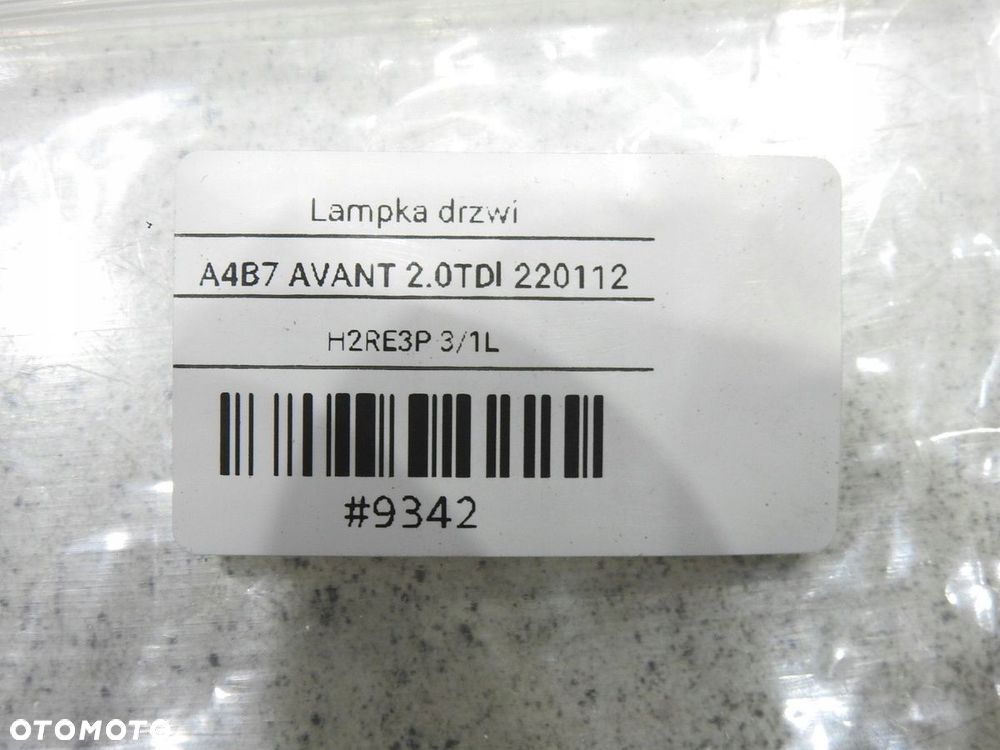 Lampka drzwi
A4B7 AVANT 2.0TDI 220112
H2RE3P 3/1L
#9342
OTOMOTO